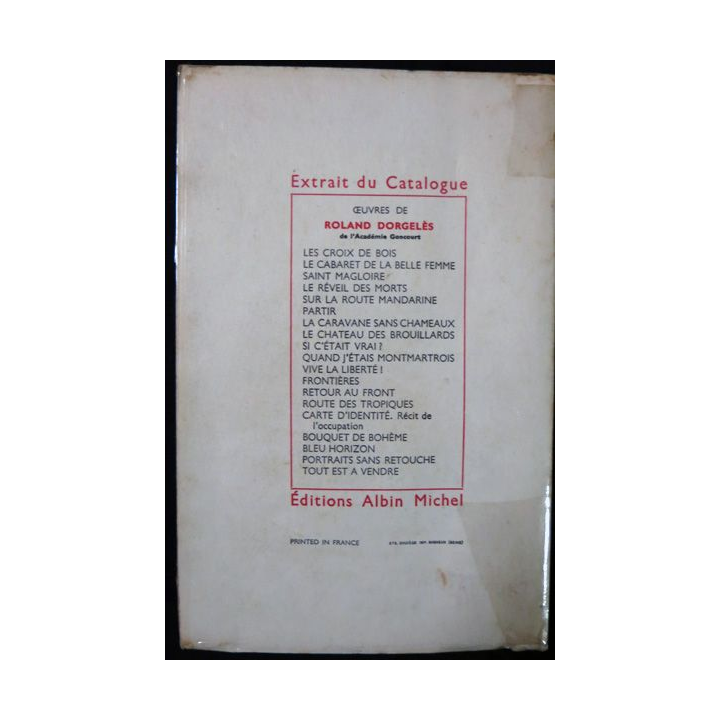 Extrait du Catalogue
ŒUVRES DE
ROLAND DORGELÈS
de l'Académie Goncourt
LES CROIX DE BOIS
LE CABARET DE LA BELLE FEMME
SAINT MAGLOIRE
LE RÉVEIL DES MORTS
SUR LA ROUTE MANDARINE
PARTIR
LA CARAVANE SANS CHAMEAUX
LE CHATEAU DES BROUILLARDS
SI C'ÉTAIT VRAI ?
QUAND J'ÉTAIS MONTMARTROIS
VIVE LA LIBERTÉ !
FRONTIÈRES
RETOUR AU FRONT
ROUTE DES TROPIQUES
CARTE D'IDENTITÉ. Récit de
l'occupation
BOUQUET DE BOHÈME
BLEU HORIZON
PORTRAITS SANS RETOUCHE
TOUT EST A VENDRE
Éditions Albin Michel
PRINTED IN FRANCE